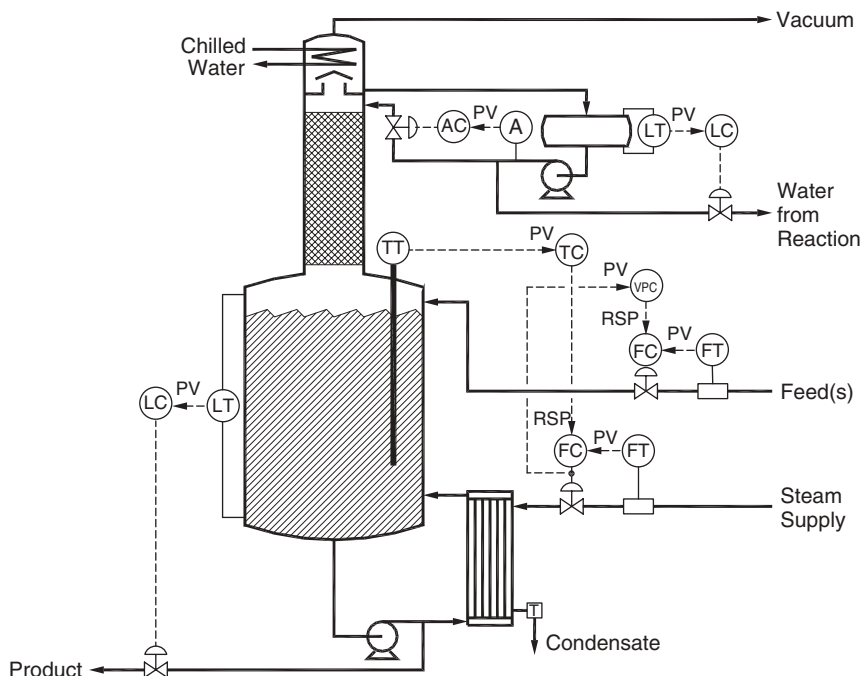 Vacuum
Chilled
Water
PV
AC
A
LT
PV
LC
Water
from
Reaction
TT
PV
TC
PV
VPC
RSP
PV
FC
FT
Feed(s)
PV
LC
LT
RSP
PV
FC
FT
Steam
Supply
T
Condensate
Product